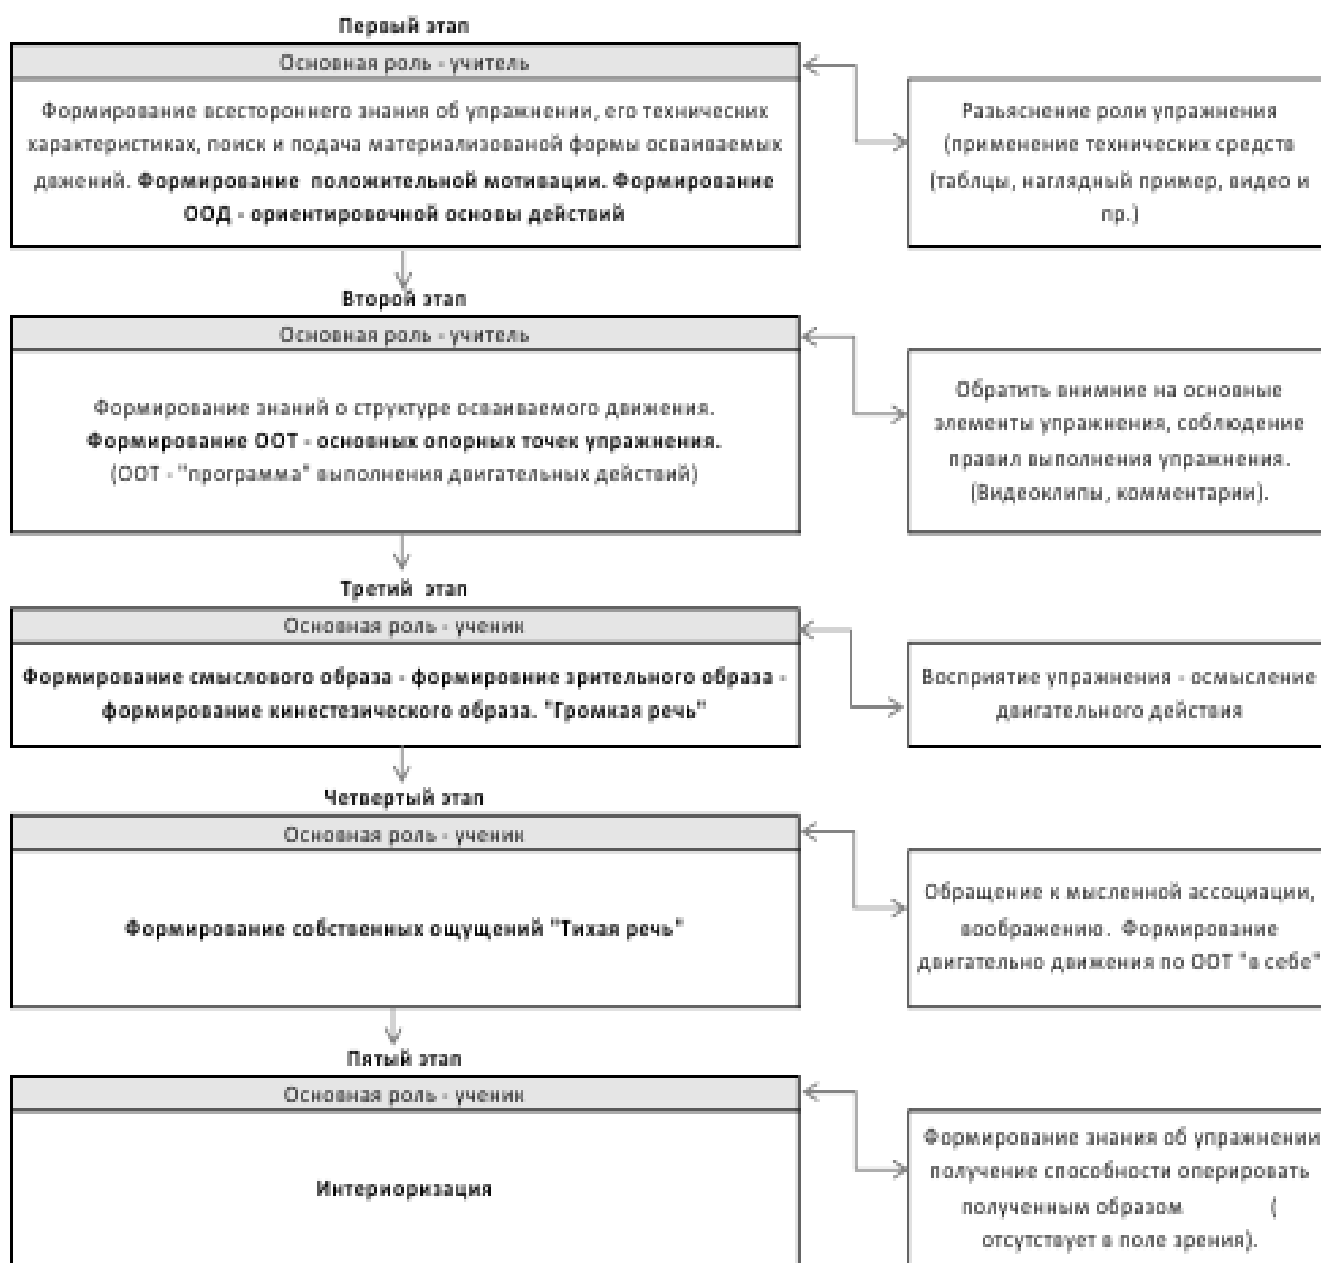 Первый этап
Основная роль - учитель
Формирование всестороннего знания об упражнении, его технических
характеристиках, поиск и подача материализованой формы осваиваемых
двжений. Формирование положительной мотивации. Формирование
ООД - ориентировочной основы действий
Разьяснение роли упражнения
(применение технических средств
(таблцы, наглядный пример, видео и
пр.)
Второй этап
Основная роль - учитель
Формирование знаний о структуре осваиваемого движения.
Формирование ООТ - основных опорных точек упражнения.
(ООТ - "программа" выполнения двигательных действий)
Обратить внимние на основные
элементы упражнения, соблюдение
правил выполнения упражнения.
(Видеоклипы, комментарии).
Третий этап
Основная роль - ученик
Формирование смыслового образа - формировние зрительного образа -
формирование кинестезического образа. "Громкая речь"
Восприятие упражнения - осмысление
двигательного действия
Четвертый этап
Основная роль - ученик
Формирование собственных ощущений "Тихая речь"
Обращение к мысленной ассоциации,
воображению. Формирование
двигательно движения по ООТ "в себе"
Пятый этап
Основная роль - ученик
Интериоризация
Формирование знания об упражнении
получение способности оперировать
полученным образом (
отсутствует в поле зрения).